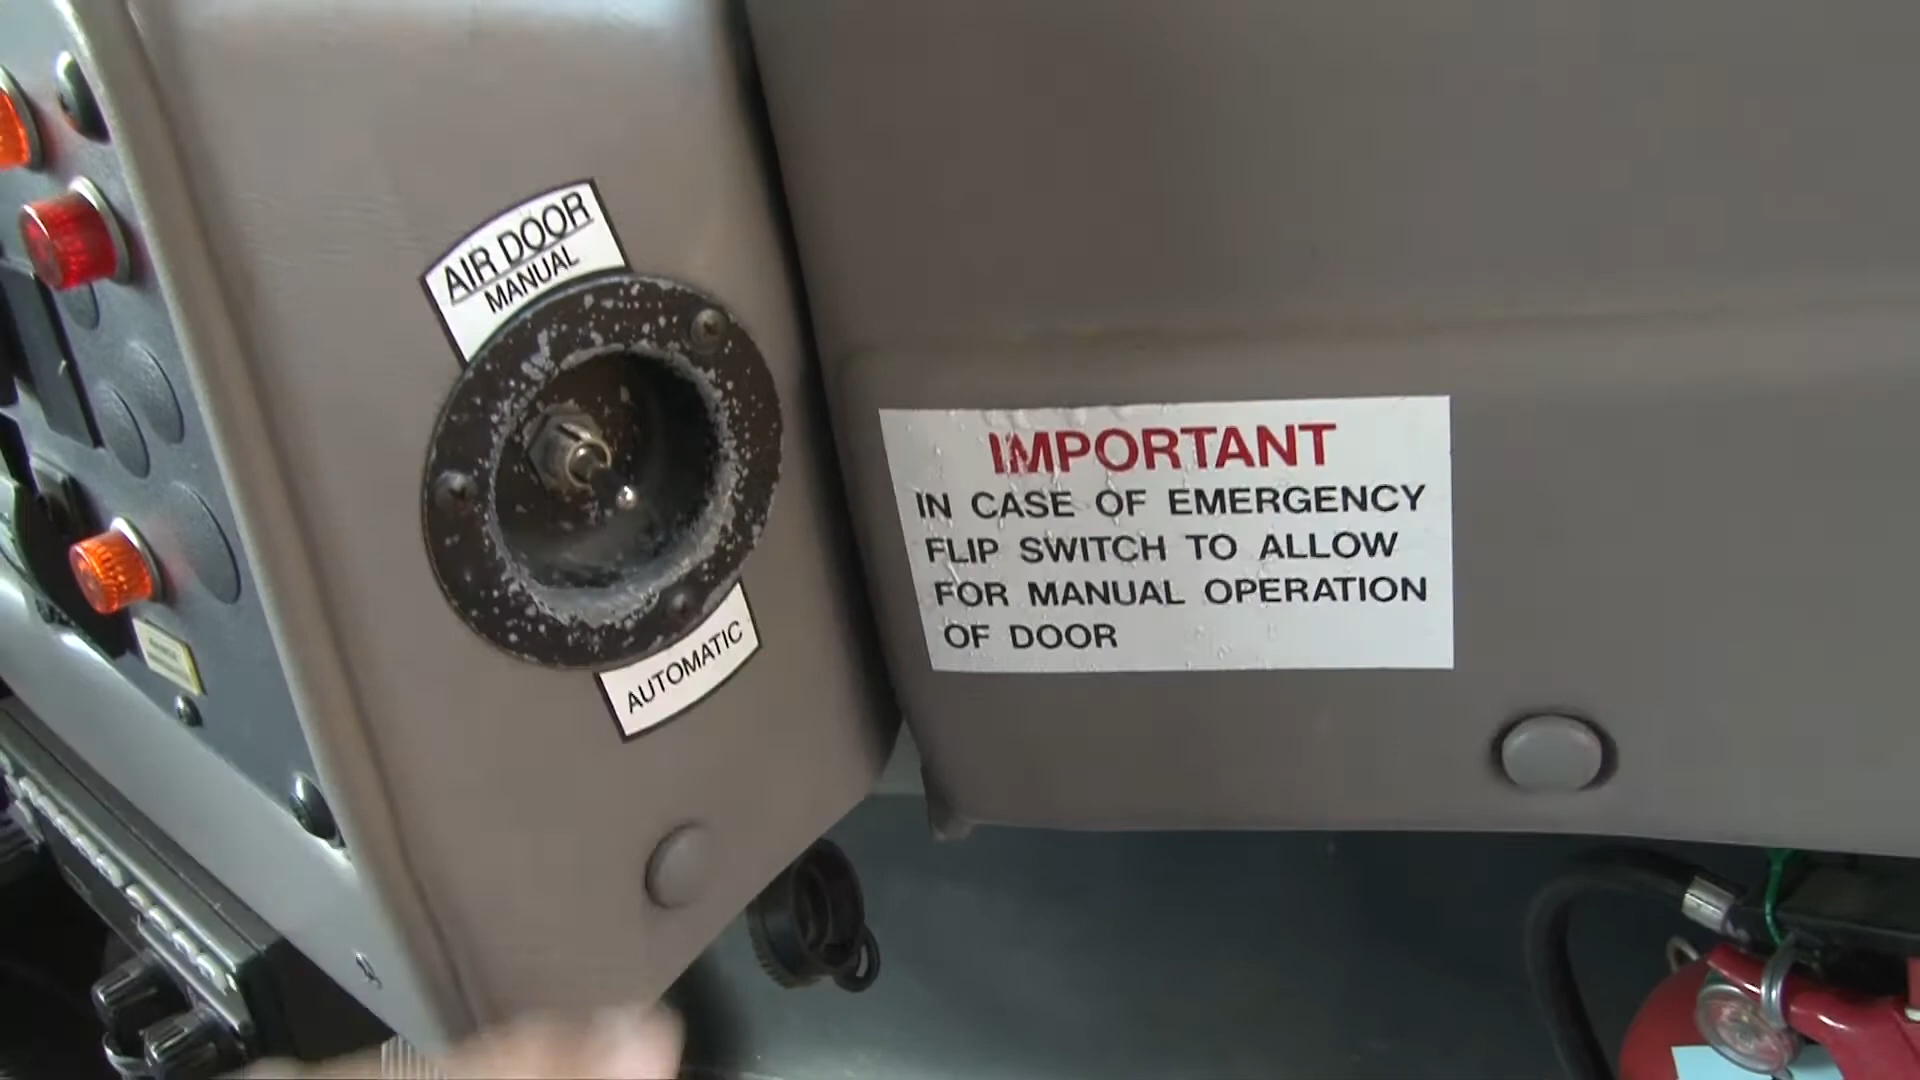 AIR DOOR
MANUAL
AUTOMATIC
IMPORTANT
IN CASE OF EMERGENCY
FLIP SWITCH TO ALLOW
FOR MANUAL OPERATION
OF DOOR